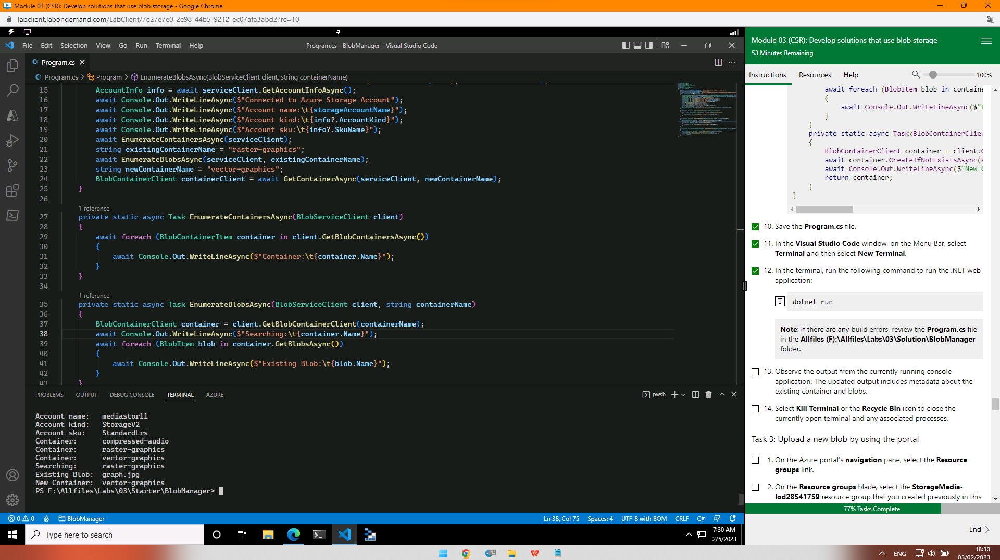 Module 03 (CSR): Develop solutions that use blob storage - Google Chrome
labclient.labondemand.com/LabClient/7e27e7e0-2e98-44b5-9212-ec07afa3abd2?rc=10
File Edit Selection View Go Run Terminal Help
Program.cs - BlobManager - Visual Studio Code
Program.cs
Program.cs > Program > EnumerateBlobsAsync(BlobServiceClient client, string containerName)
15 AccountInfo info = await serviceClient.GetAccountInfoAsync();
16 await Console.Out.WriteLineAsync($"Connected to Azure Storage Account");
17 await Console.Out.WriteLineAsync($"Account name:\t{storageAccountName}");
18 await Console.Out.WriteLineAsync($"Account kind:\t{info?.AccountKind}");
19 await Console.Out.WriteLineAsync($"Account sku:\t{info?.SkuName}");
20 await EnumerateContainersAsync(serviceClient);
21 string existingContainerName = "raster-graphics";
22 await EnumerateBlobsAsync(serviceClient, existingContainerName);
23 string newContainerName = "vector-graphics";
24 BlobContainerClient containerClient = await GetContainerAsync(serviceClient, newContainerName);
25 }
26
1 reference
27 private static async Task EnumerateContainersAsync(BlobServiceClient client)
28 {
29 await foreach (BlobContainerItem container in client.GetBlobContainersAsync())
30 {
31 await Console.Out.WriteLineAsync($"Container:\t{container.Name}");
32 }
33 }
34
1 reference
35 private static async Task EnumerateBlobsAsync(BlobServiceClient client, string containerName)
36 {
37 BlobContainerClient container = client.GetBlobContainerClient(containerName);
38 await Console.Out.WriteLineAsync($"Searching:\t{container.Name}");
39 await foreach (BlobItem blob in container.GetBlobsAsync())
40 {
41 await Console.Out.WriteLineAsync($"Existing Blob:\t{blob.Name}");
42 }
43 }
PROBLEMS OUTPUT DEBUG CONSOLE TERMINAL AZURE
pwsh
Account name: mediastor11
Account kind: StorageV2
Account sku: StandardLrs
Container: compressed-audio
Container: raster-graphics
Container: vector-graphics
Searching: raster-graphics
Existing Blob: graph.jpg
New Container: vector-graphics
PS F:\Allfiles\Labs\03\Starter\BlobManager>
0 0 BlobManager
Ln 38, Col 75 Spaces: 4 UTF-8 with BOM CRLF C#
Type here to search
7:30 AM
2/5/2023
Module 03 (CSR): Develop solutions that use blob storage
53 Minutes Remaining
Instructions Resources Help
100%
await foreach (BlobItem blob in containe
{
await Console.Out.WriteLineAsync($"E
}
}
private static async Task<BlobContainerClien
{
BlobContainerClient container = client.G
await container.CreateIfNotExistsAsync(P
await Console.Out.WriteLineAsync($"New C
return container;
}
}
10. Save the Program.cs file.
11. In the Visual Studio Code window, on the Menu Bar, select
Terminal and then select New Terminal.
12. In the terminal, run the following command to run the .NET web
application:
T dotnet run
Note: If there are any build errors, review the Program.cs file
in the Allfiles (F):\Allfiles\Labs\03\Solution\BlobManager
folder.
13. Observe the output from the currently running console
application. The updated output includes metadata about the
existing container and blobs.
14. Select Kill Terminal or the Recycle Bin icon to close the
currently open terminal and any associated processes.
Task 3: Upload a new blob by using the portal
1. On the Azure portal's navigation pane, select the Resource
groups link.
2. On the Resource groups blade, select the StorageMedia-
lod28541759 resource group that you created previously in this
77% Tasks Complete
End
ENG
18:30
05/02/2023